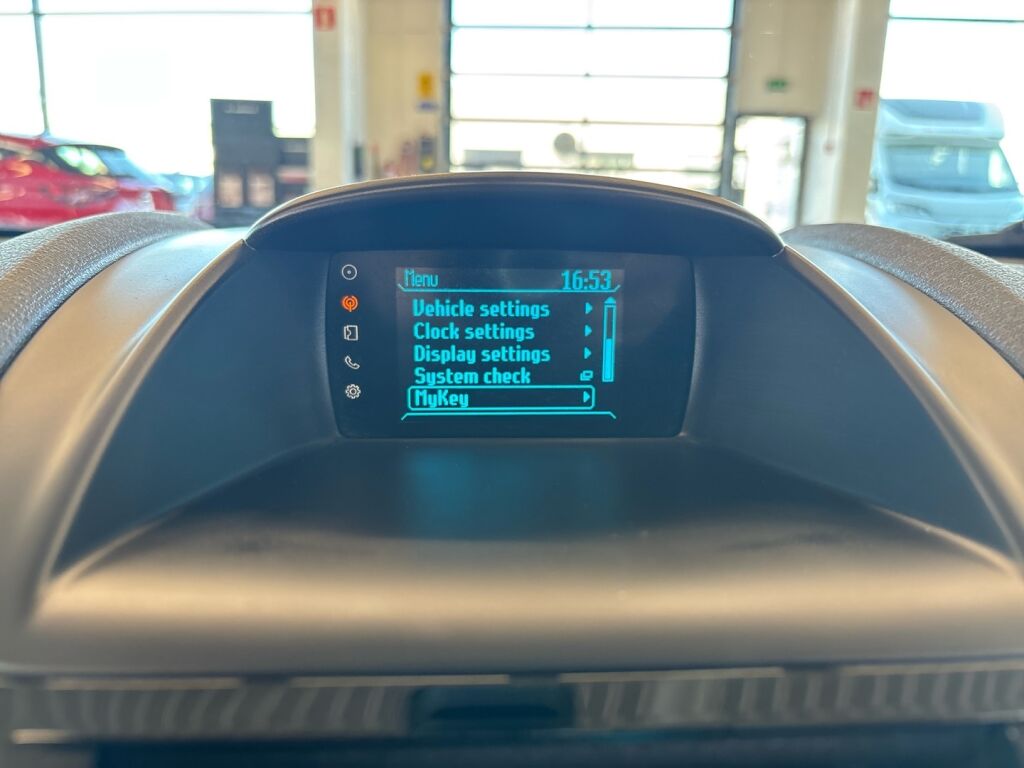 Menu 16:53
Vehicle settings
Clock settings
Display settings
System check
MyKey